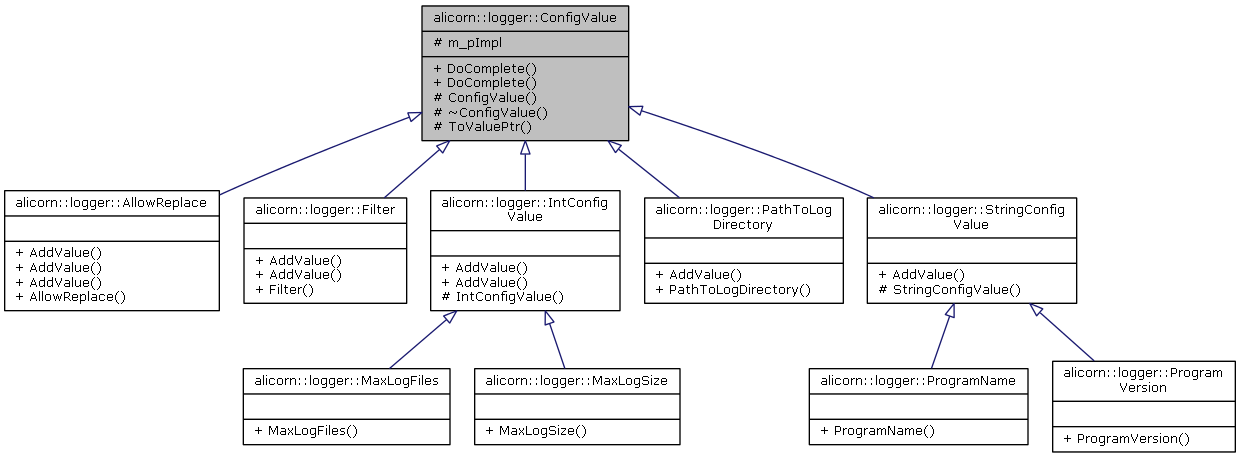 alicorn::logger::ConfigValue
# m_pImpl
+ DoComplete()
+ DoComplete()
# ConfigValue()
# ~ConfigValue()
# ToValuePtr()
alicorn::logger::AllowReplace
+ AddValue()
+ AddValue()
+ AddValue()
+ AllowReplace()
alicorn::logger::Filter
+ AddValue()
+ AddValue()
+ Filter()
alicorn::logger::IntConfig
Value
+ AddValue()
+ AddValue()
# IntConfigValue()
alicorn::logger::PathToLog
Directory
+ AddValue()
+ PathToLogDirectory()
alicorn::logger::StringConfig
Value
+ AddValue()
# StringConfigValue()
alicorn::logger::MaxLogFiles
+ MaxLogFiles()
alicorn::logger::MaxLogSize
+ MaxLogSize()
alicorn::logger::ProgramName
+ ProgramName()
alicorn::logger::Program
Version
+ ProgramVersion()